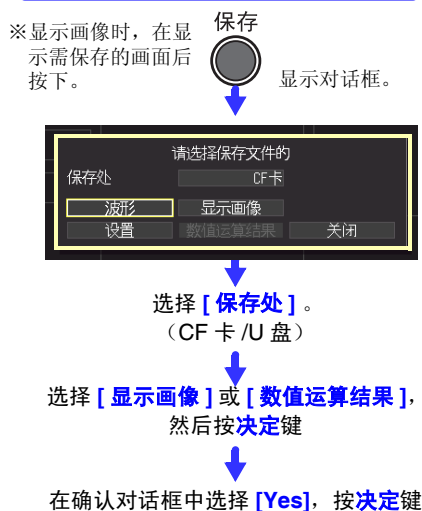 ※显示画像时，在显
示需保存的画面后
按下。
保存
显示对话框。
请选择保存文件的
保存处
CF卡
波形
显示画像
设置
数值运算结果
关闭
选择 [ 保存处 ] 。
（CF 卡 /U 盘）
选择 [ 显示画像 ] 或 [ 数值运算结果 ]，
然后按决定键
在确认对话框中选择 [Yes]，按决定键